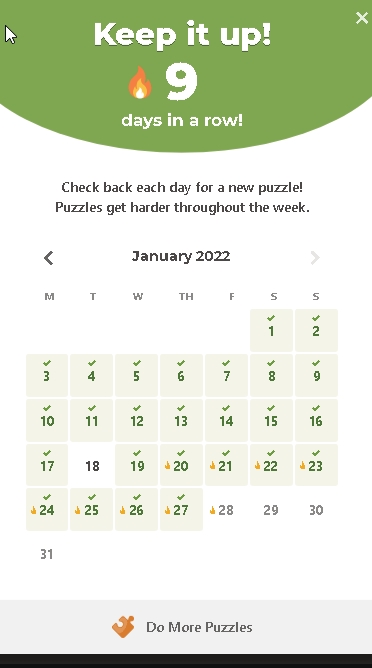 Keep it up!
9
days in a row!
Check back each day for a new puzzle!
Puzzles get harder throughout the week.
January 2022
M T W TH F S S
1 2
3 4 5 6 7 8 9
10 11 12 13 14 15 16
17 18 19 20 21 22 23
24 25 26 27 28 29 30
31
Do More Puzzles